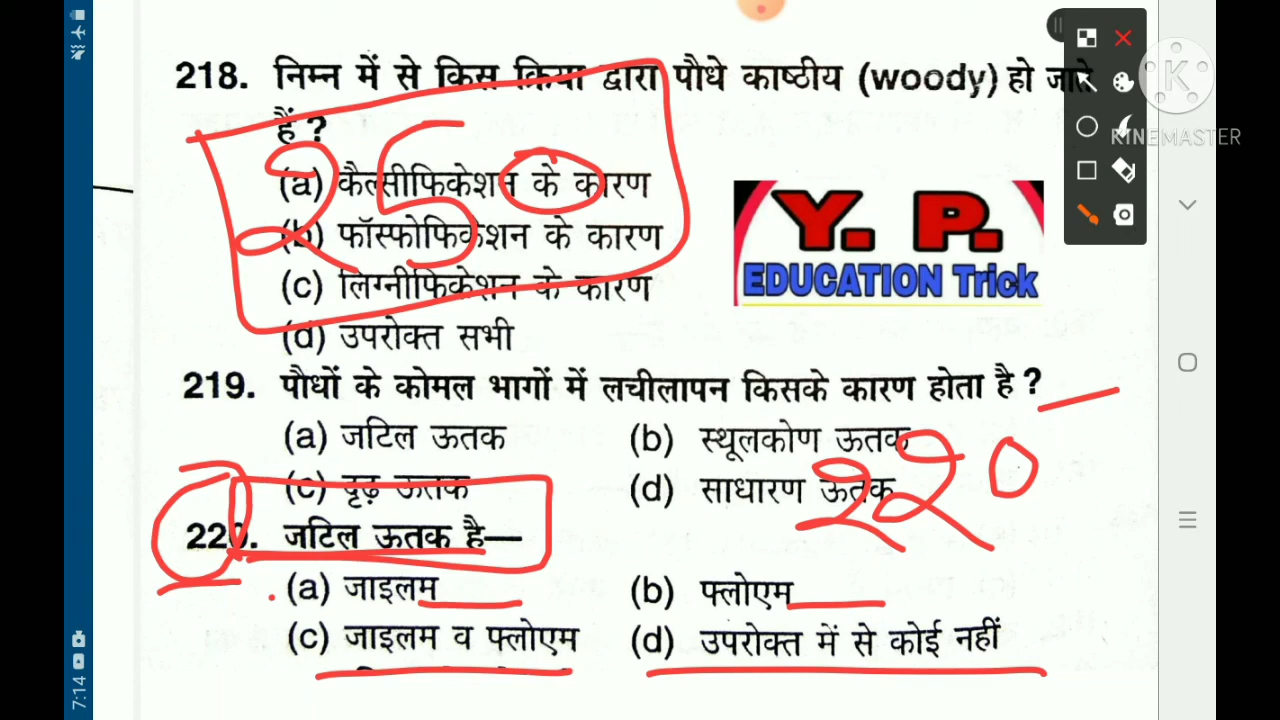 218. निम्न में से किस क्रिया द्वारा पौधे काष्ठीय (woody) हो जाते
हैं ?
(a) कैल्सीफिकेशन के कारण
(b) फॉस्फोफिकेशन के कारण
(c) लिग्नीफिकेशन के कारण
(d) उपरोक्त सभी
250
K
KINEMASTER
Y. P.
EDUCATION Trick
219. पौधों के कोमल भागों में लचीलापन किसके कारण होता है ?
(a) जटिल ऊतक (b) स्थूलकोण ऊतक
(c) दृढ़ ऊतक (d) साधारण ऊतक
220
220. जटिल ऊतक है—
(a) जाइलम (b) फ्लोएम
(c) जाइलम व फ्लोएम (d) उपरोक्त में से कोई नहीं
7:14